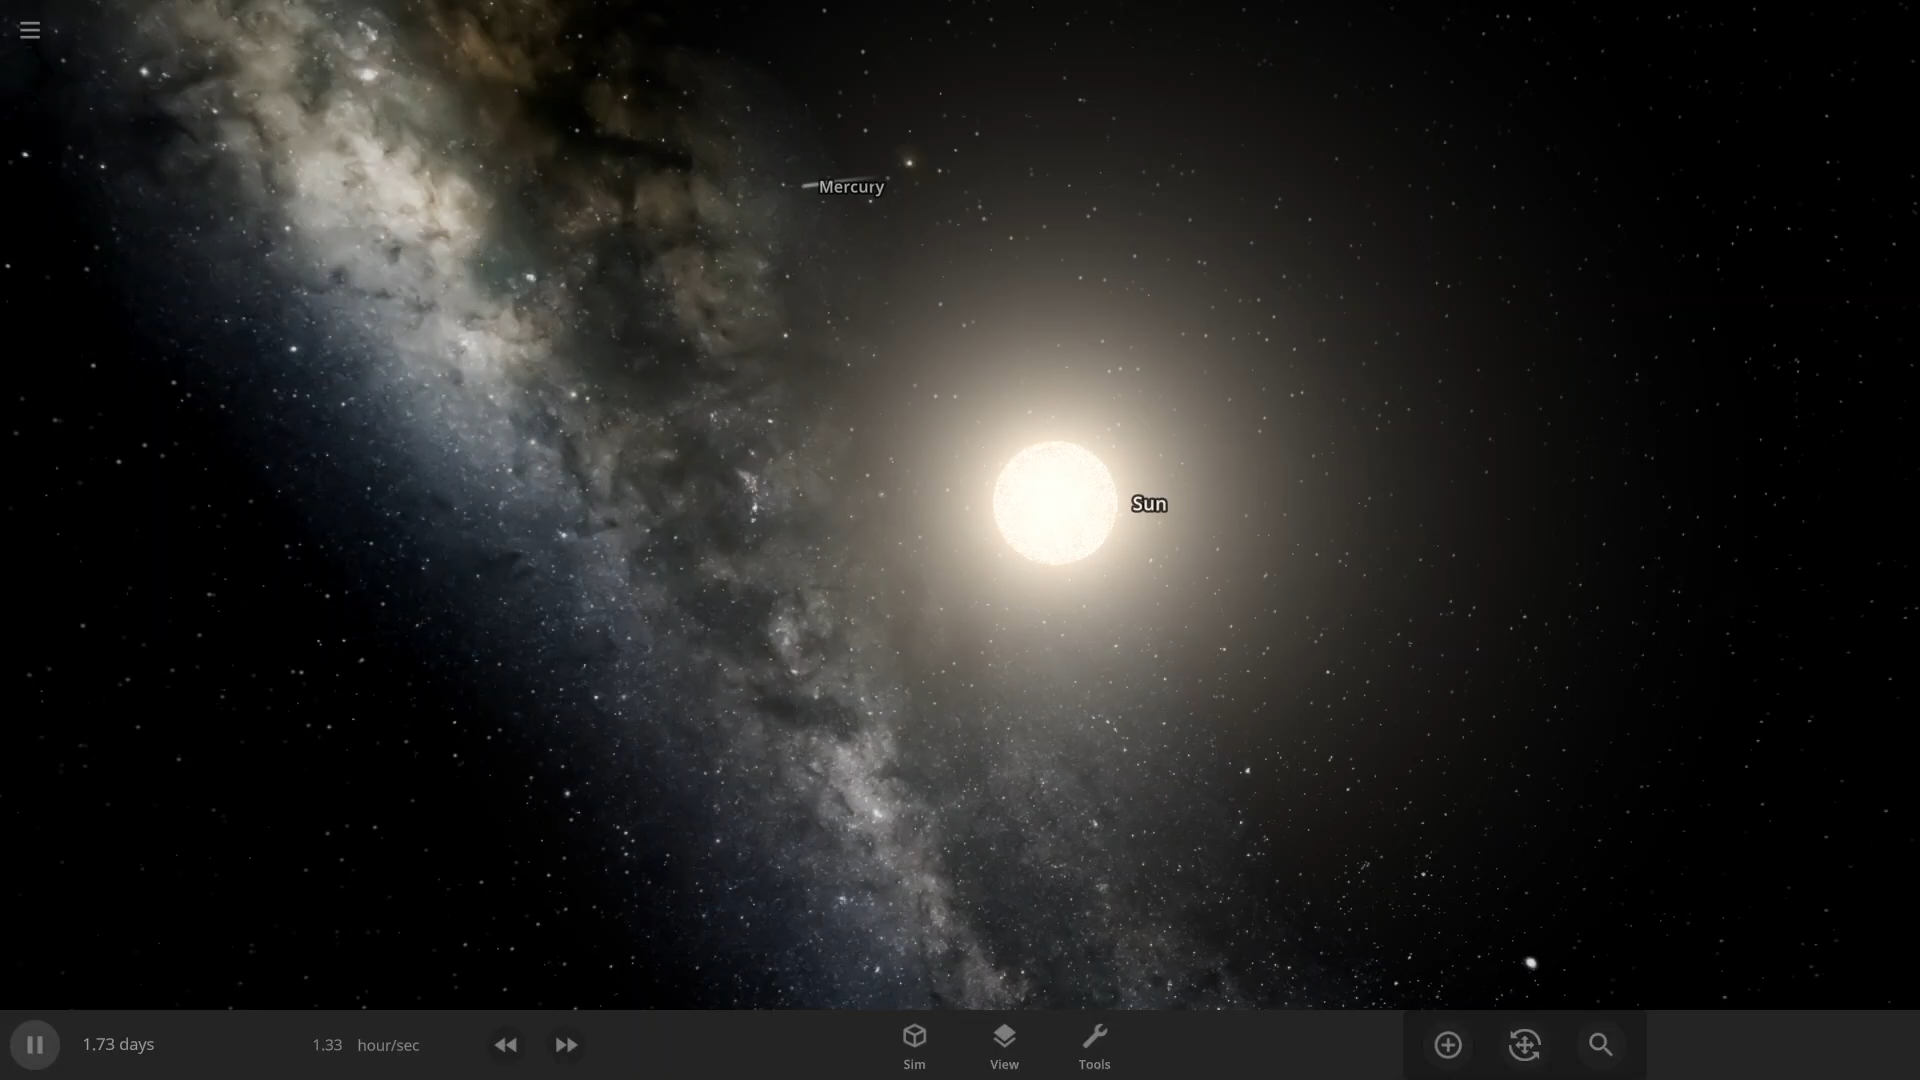 Mercury
Sun
1.73 days
1.33 hour/sec
Sim
View
Tools